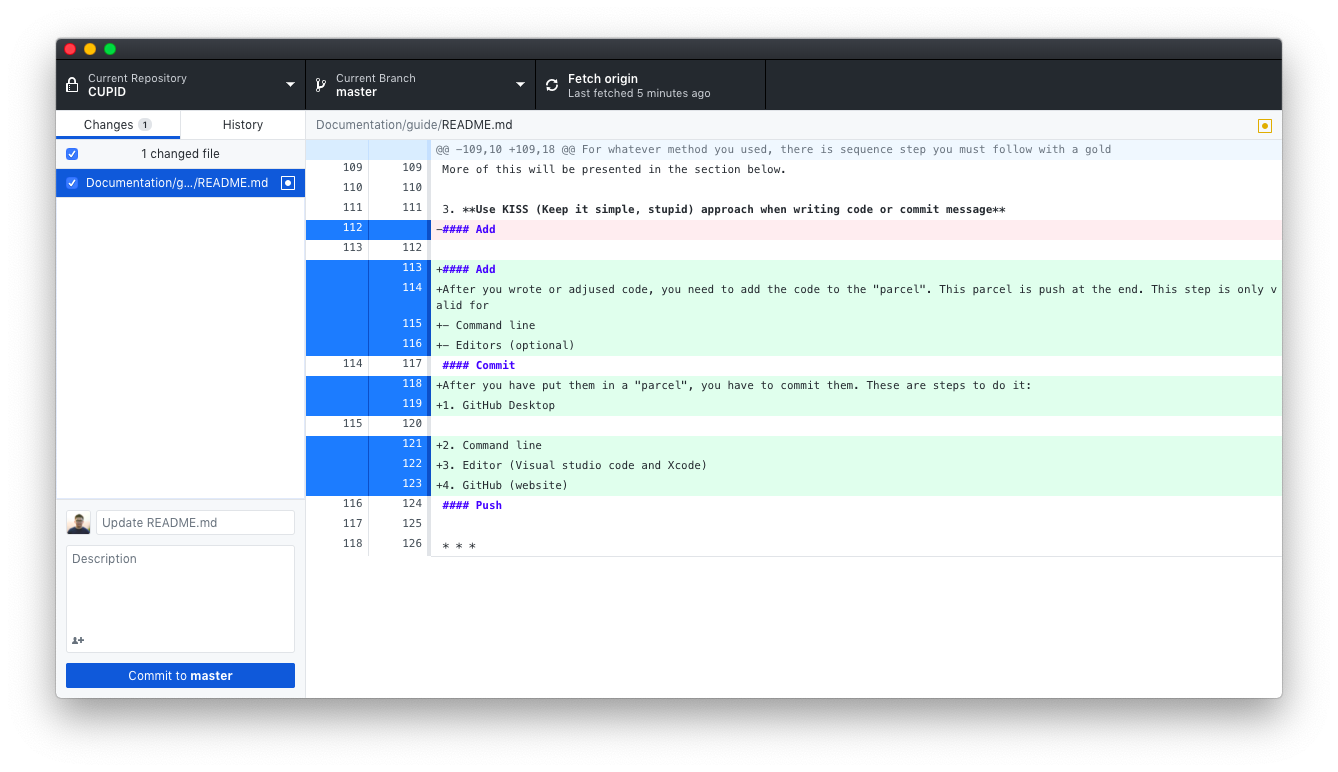 Current Repository
CUPID
Current Branch
master
Fetch origin
Last fetched 5 minutes ago
Changes 1
History
1 changed file
Documentation/g.../README.md
Update README.md
Description
Commit to master
Documentation/guide/README.md
@@ -109,10 +109,18 @@ For whatever method you used, there is sequence step you must follow with a gold
109 109 More of this will be presented in the section below.
110 110
111 111 3. **Use KISS (Keep it simple, stupid) approach when writing code or commit message**
112 -#### Add
113 112
113 +#### Add
114 +After you wrote or adjused code, you need to add the code to the "parcel". This parcel is push at the end. This step is only v
alid for
115 +- Command line
116 +- Editors (optional)
114 117 #### Commit
118 +After you have put them in a "parcel", you have to commit them. These are steps to do it:
119 +1. GitHub Desktop
115 120
121 +2. Command line
122 +3. Editor (Visual studio code and Xcode)
123 +4. GitHub (website)
116 124 #### Push
117 125
118 126 * * *